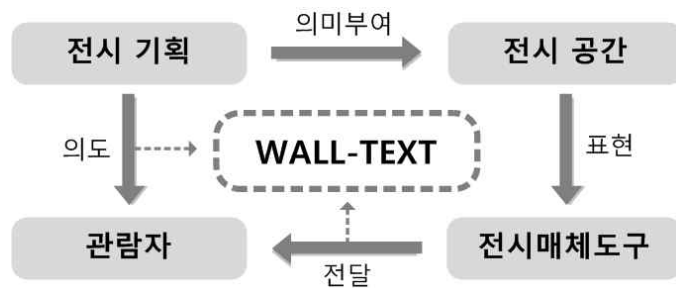 전시 기획
의미부여
전시 공간
의도
WALL-TEXT
표현
관람자
전달
전시매체도구